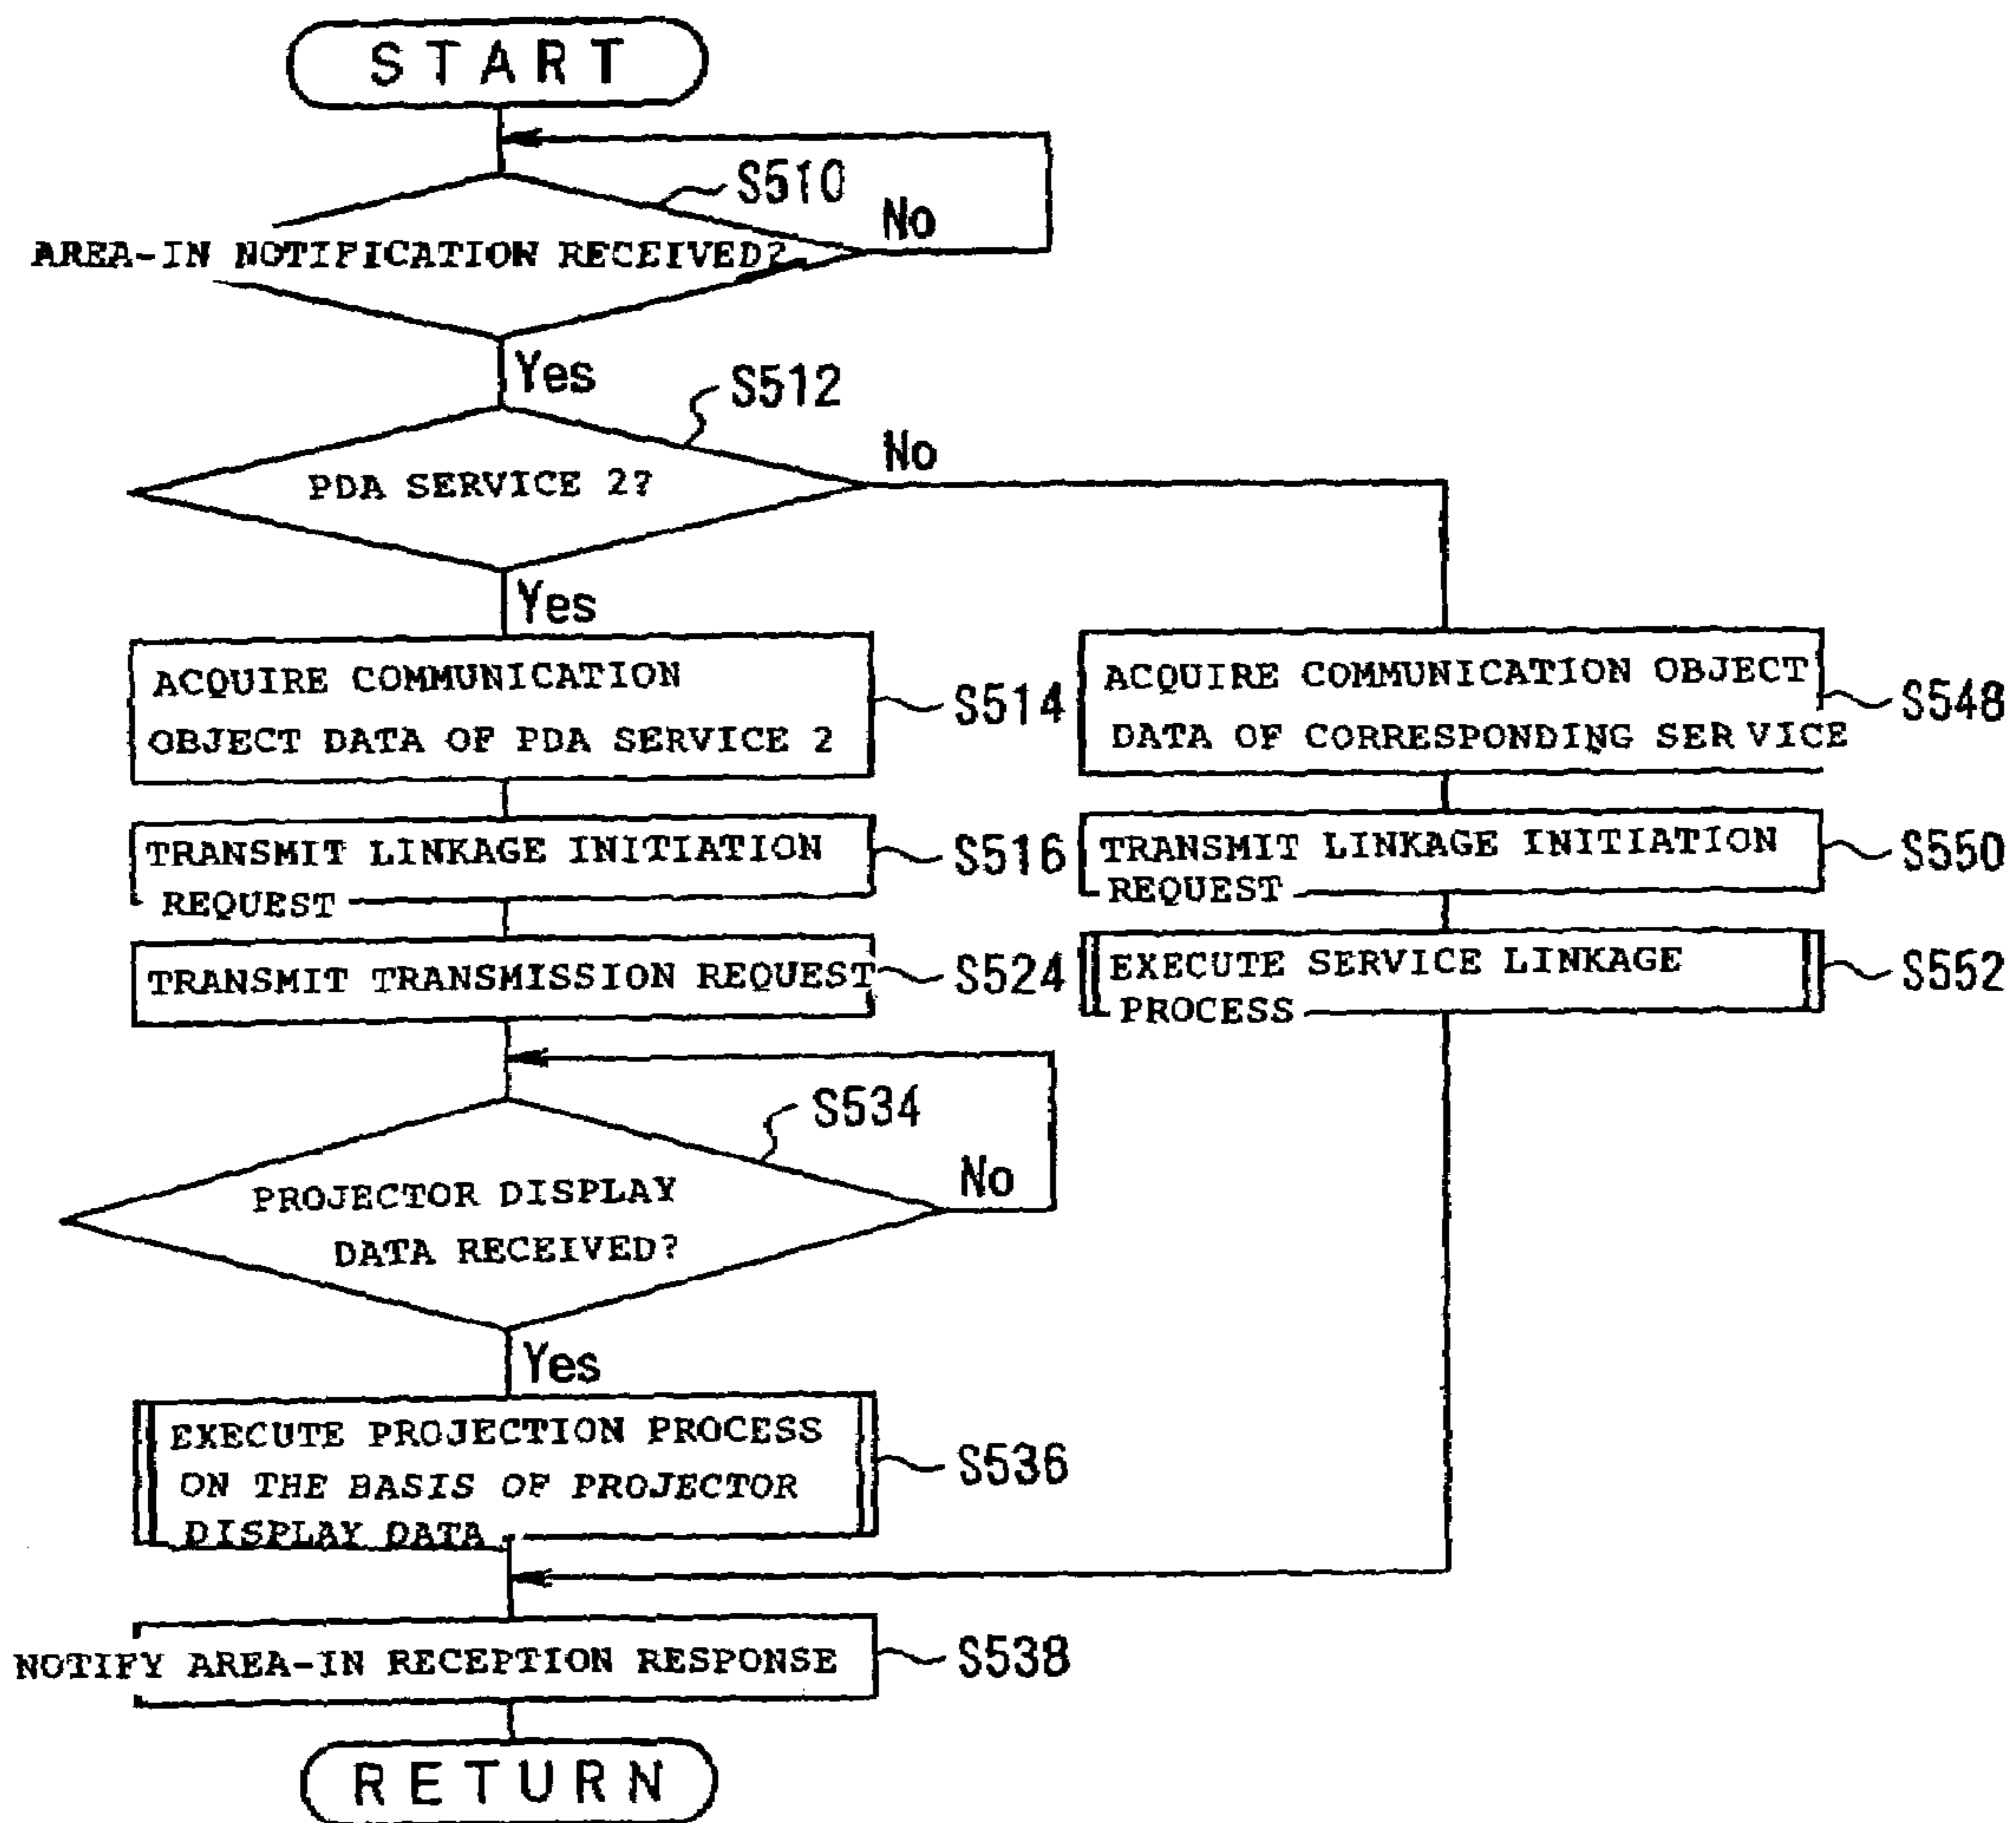 START
S510
No
AREA-IN NOTIFICATION RECEIVED?
Yes
S512
No
PDA SERVICE 2?
Yes
ACQUIRE COMMUNICATION
OBJECT DATA OF PDA SERVICE 2
S514
TRANSMIT LINKAGE INITIATION
REQUEST
S516
TRANSMIT TRANSMISSION REQUEST
S524
ACQUIRE COMMUNICATION OBJECT
DATA OF CORRESPONDING SERVICE
S548
TRANSMIT LINKAGE INITIATION
REQUEST
S550
EXECUTE SERVICE LINKAGE
PROCESS
S552
S534
No
PROJECTOR DISPLAY
DATA RECEIVED?
Yes
EXECUTE PROJECTION PROCESS
ON THE BASIS OF PROJECTOR
DISPLAY DATA
S536
NOTIFY AREA-IN RECEPTION RESPONSE
S538
RETURN